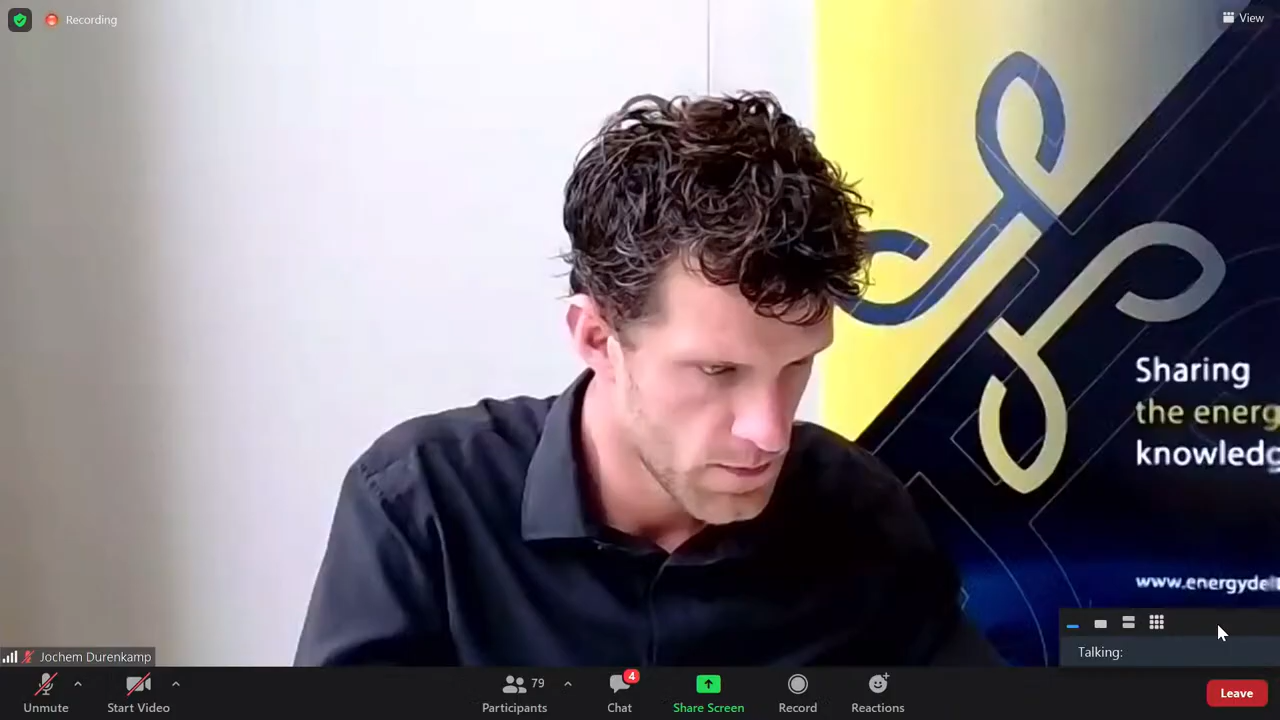 Recording
View
Sharing
the energ
knowledg
www.energydel
Jochem Durenkamp
Talking:
Unmute
Start Video
79
Participants
4
Chat
Share Screen
Record
Reactions
Leave